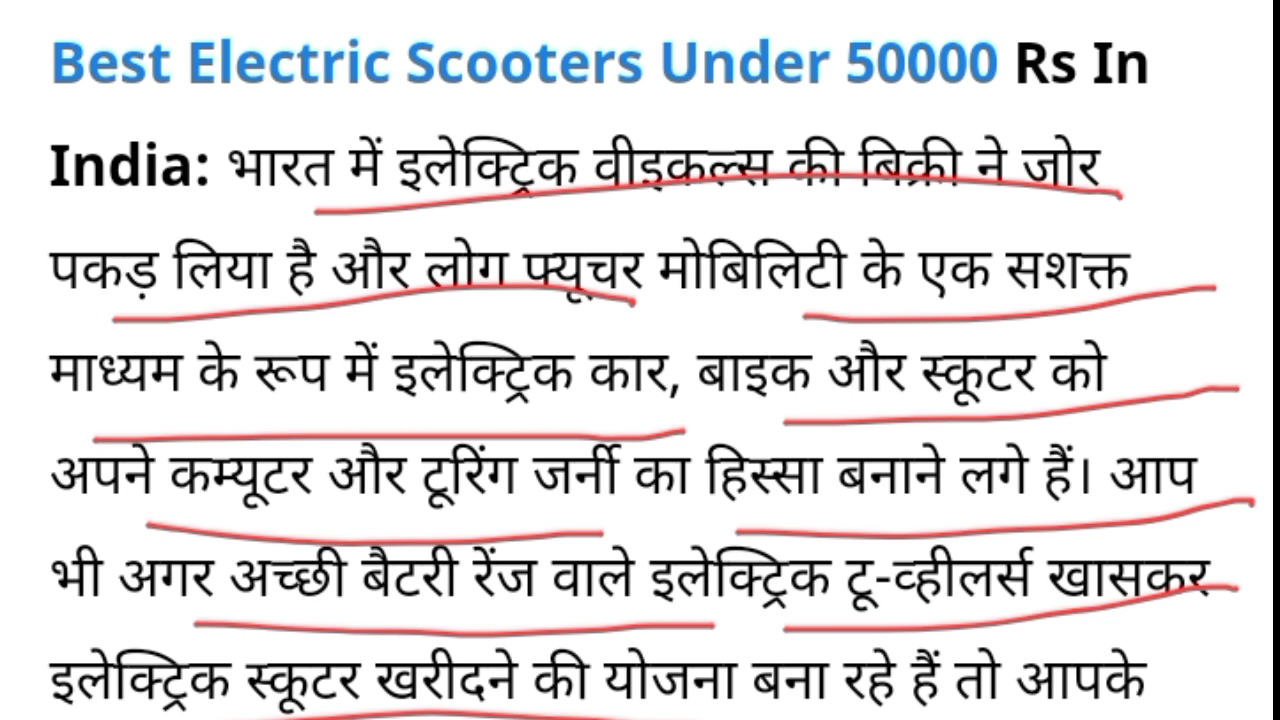 Best Electric Scooters Under 50000 Rs In
India: भारत में इलेक्ट्रिक वीइकल्स की बिक्री ने जोर
पकड़ लिया है और लोग फ्यूचर मोबिलिटी के एक सशक्त
माध्यम के रूप में इलेक्ट्रिक कार, बाइक और स्कूटर को
अपने कम्यूटर और टूरिंग जर्नी का हिस्सा बनाने लगे हैं। आप
भी अगर अच्छी बैटरी रेंज वाले इलेक्ट्रिक टू-व्हीलर्स खासकर
इलेक्ट्रिक स्कूटर खरीदने की योजना बना रहे हैं तो आपके